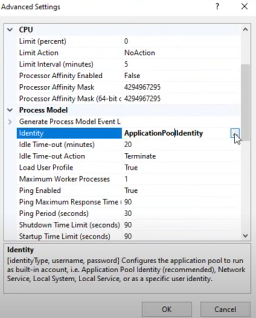 Advanced Settings ? ×
CPU
Limit (percent) 0
Limit Action NoAction
Limit Interval (minutes) 5
Processor Affinity Enabled False
Processor Affinity Mask 4294967295
Processor Affinity Mask (64-bit c 4294967295
Process Model
Generate Process Model Event L
Identity ApplicationPoolIdentity
Idle Time-out (minutes) 20
Idle Time-out Action Terminate
Load User Profile True
Maximum Worker Processes 1
Ping Enabled True
Ping Maximum Response Time ( 90
Ping Period (seconds) 30
Shutdown Time Limit (seconds) 90
Startup Time Limit (seconds) 90
Identity
[identityType, username, password] Configures the application pool to run
as built-in account, i.e. Application Pool Identity (recommended), Network
Service, Local System, Local Service, or as a specific user identity.
OK Cancel